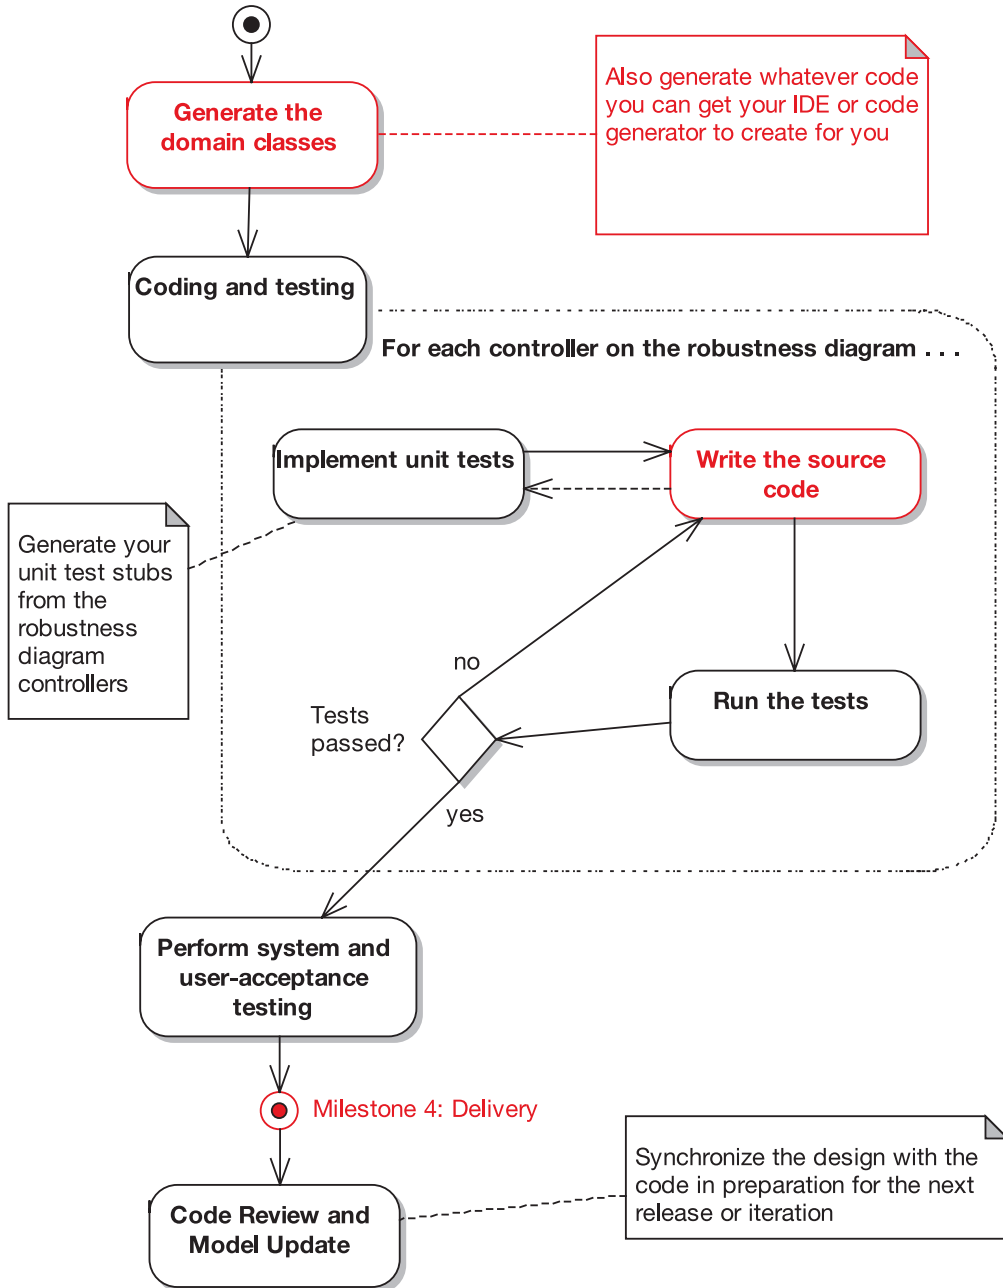 Generate the
domain classes
Also generate whatever code
you can get your IDE or code
generator to create for you
Coding and testing
For each controller on the robustness diagram . . .
Implement unit tests
Write the source
code
Generate your
unit test stubs
from the
robustness
diagram
controllers
no
Tests
passed?
Run the tests
yes
Perform system and
user-acceptance
testing
Milestone 4: Delivery
Synchronize the design with the
code in preparation for the next
release or iteration
Code Review and
Model Update